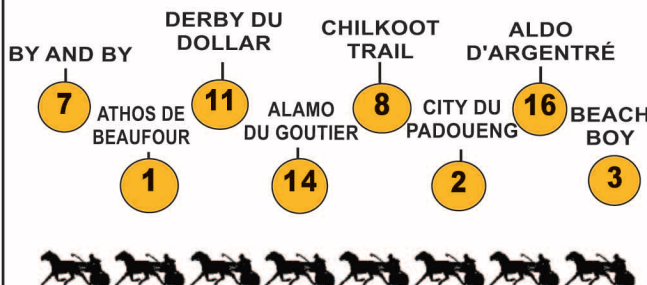 BY AND BY
7
ATHOS DE
BEAUFOUR
1
DERBY DU
DOLLAR
11
ALAMO
DU GOUTIER
14
CHILKOOT
TRAIL
8
CITY DU
PADOUENG
2
ALDO
D'ARGENTRÉ
16
BEACH
BOY
3